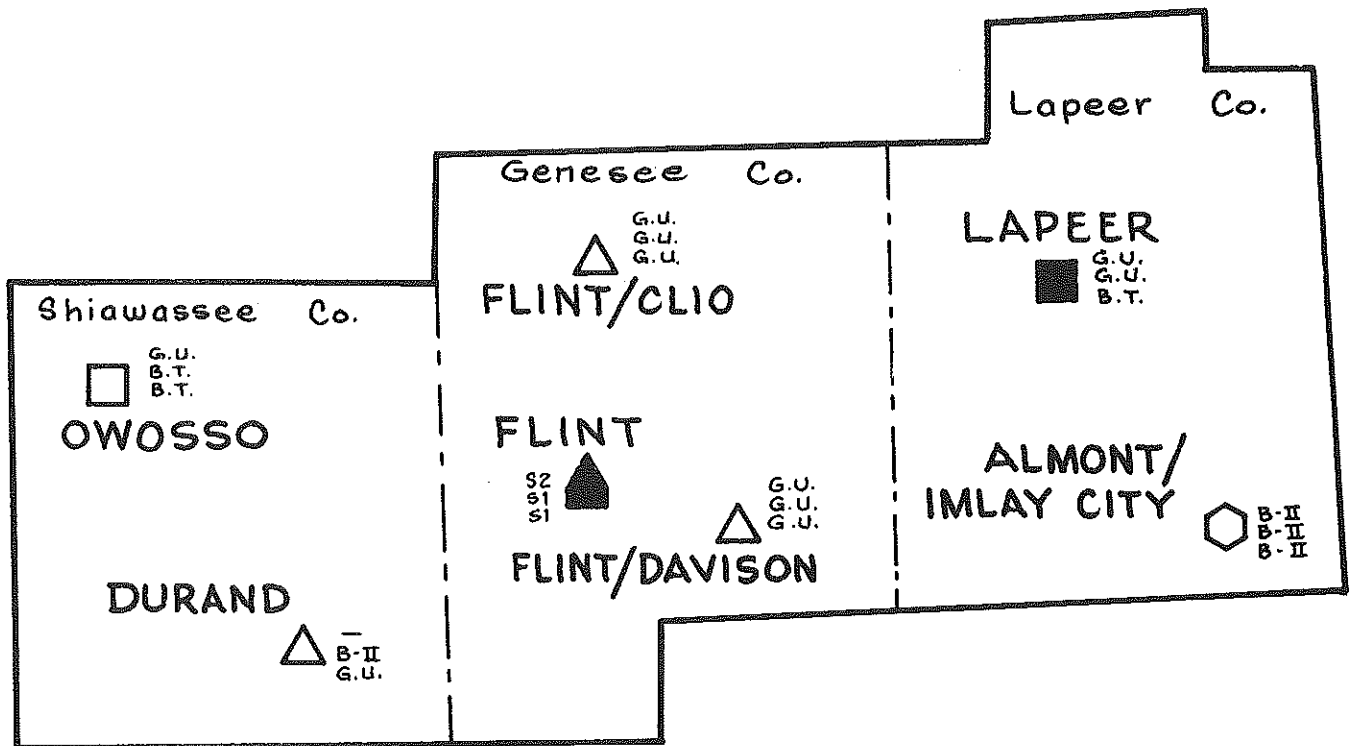 Shiawassee Co.
G.U.
B.T.
B.T.
OWOSSO
DURAND
—
B-II
G.U.
Genesee Co.
G.U.
G.U.
G.U.
FLINT/CLIO
FLINT
S2
S1
S1
G.U.
G.U.
G.U.
FLINT/DAVISON
Lapeer Co.
LAPEER
G.U.
G.U.
B.T.
ALMONT/
IMLAY CITY
B-II
B-II
B-II